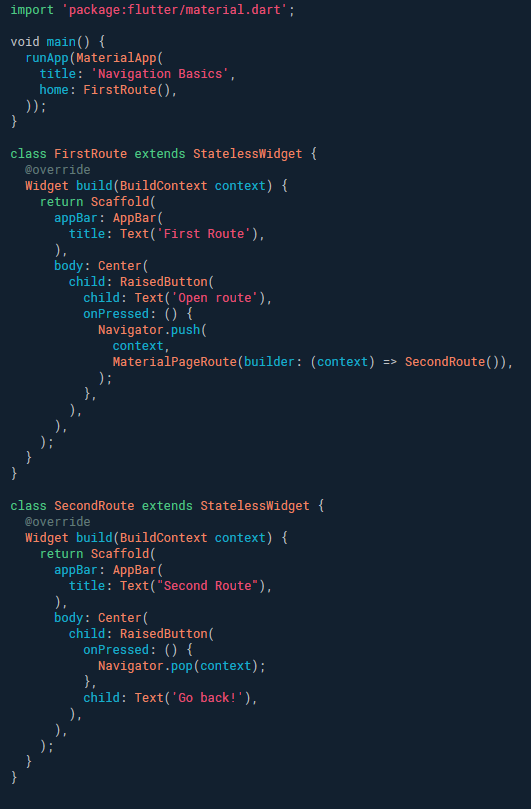 import 'package:flutter/material.dart';

void main() {
  runApp(MaterialApp(
    title: 'Navigation Basics',
    home: FirstRoute(),
  ));
}

class FirstRoute extends StatelessWidget {
  @override
  Widget build(BuildContext context) {
    return Scaffold(
      appBar: AppBar(
        title: Text('First Route'),
      ),
      body: Center(
        child: RaisedButton(
          child: Text('Open route'),
          onPressed: () {
            Navigator.push(
              context,
              MaterialPageRoute(builder: (context) => SecondRoute()),
            );
          },
        ),
      ),
    );
  }
}

class SecondRoute extends StatelessWidget {
  @override
  Widget build(BuildContext context) {
    return Scaffold(
      appBar: AppBar(
        title: Text("Second Route"),
      ),
      body: Center(
        child: RaisedButton(
          onPressed: () {
            Navigator.pop(context);
          },
          child: Text('Go back!'),
        ),
      ),
    );
  }
}